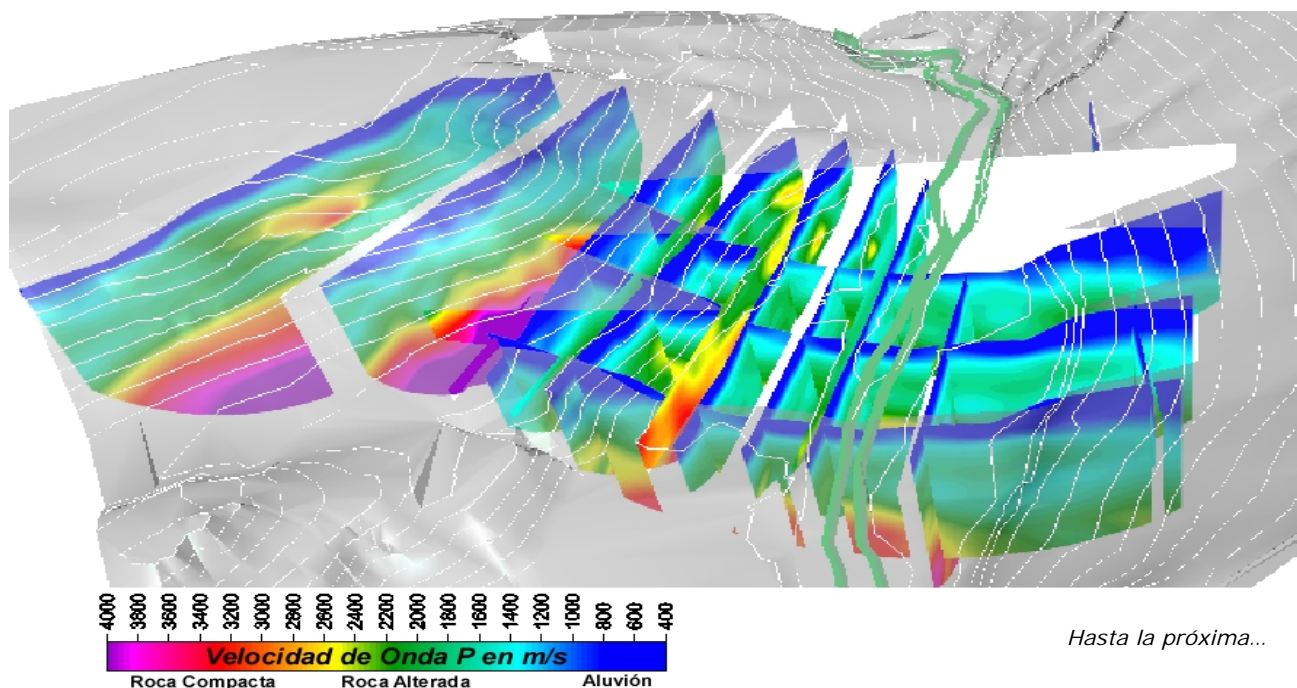 4000 3800 3600 3400 3200 3000 2800 2600 2400 2200 2000 1800 1600 1400 1200 1000 800 600 400
Velocidad de Onda P en m/s
Roca Compacta Roca Alterada Aluvión
Hasta la próxima...